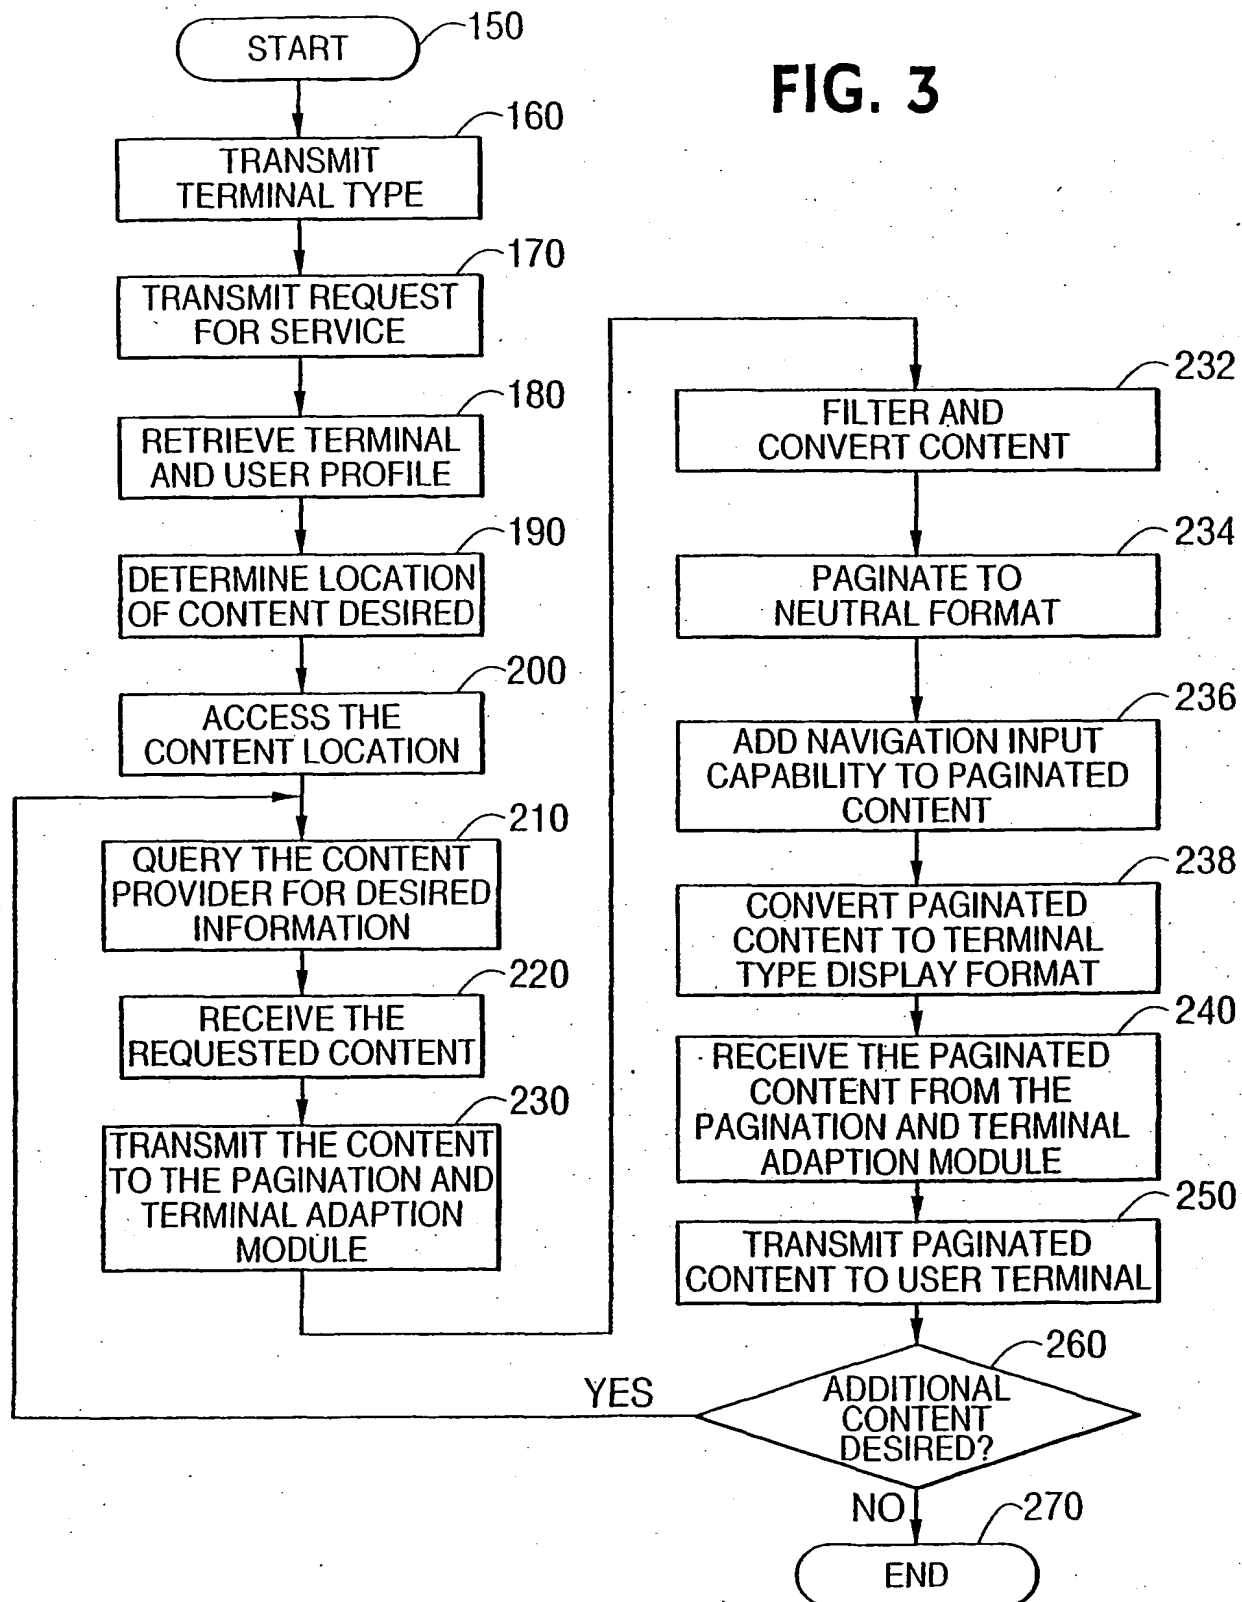 FIG. 3
START
150
160
TRANSMIT
TERMINAL TYPE
170
TRANSMIT REQUEST
FOR SERVICE
180
RETRIEVE TERMINAL
AND USER PROFILE
190
DETERMINE LOCATION
OF CONTENT DESIRED
200
ACCESS THE
CONTENT LOCATION
210
QUERY THE CONTENT
PROVIDER FOR DESIRED
INFORMATION
220
RECEIVE THE
REQUESTED CONTENT
230
TRANSMIT THE CONTENT
TO THE PAGINATION AND
TERMINAL ADAPTION
MODULE
232
FILTER AND
CONVERT CONTENT
234
PAGINATE TO
NEUTRAL FORMAT
236
ADD NAVIGATION INPUT
CAPABILITY TO PAGINATED
CONTENT
238
CONVERT PAGINATED
CONTENT TO TERMINAL
TYPE DISPLAY FORMAT
240
RECEIVE THE PAGINATED
CONTENT FROM THE
PAGINATION AND TERMINAL
ADAPTION MODULE
250
TRANSMIT PAGINATED
CONTENT TO USER TERMINAL
260
ADDITIONAL
CONTENT
DESIRED?
YES
NO
270
END